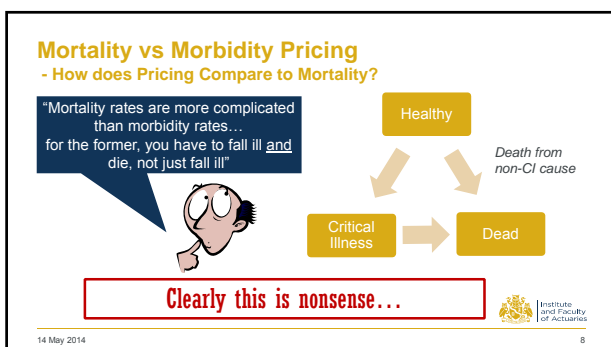 Mortality vs Morbidity Pricing
- How does Pricing Compare to Mortality?
“Mortality rates are more complicated
than morbidity rates…
for the former, you have to fall ill and
die, not just fall ill”
Healthy
Death from
non-CI cause
Critical
Illness
Dead
Clearly this is nonsense…
Institute
and Faculty
of Actuaries
14 May 2014
8